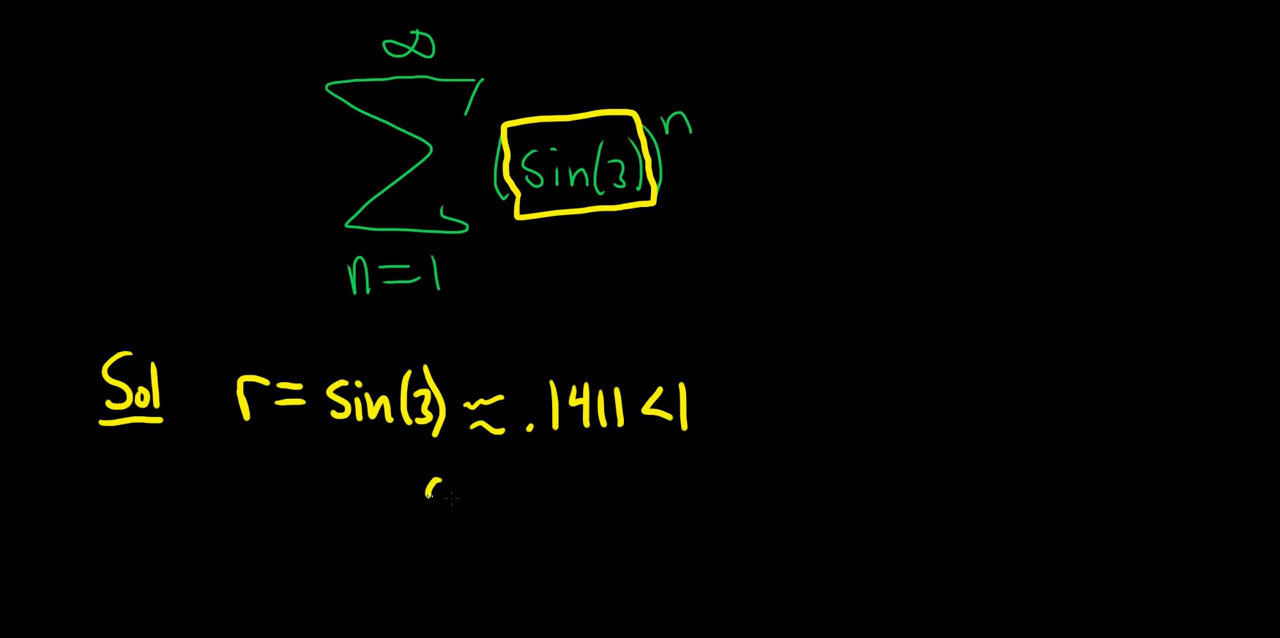 ∞
∑ (sin(3))^n
n=1
Sol r = sin(3) ≈ .1411 < 1